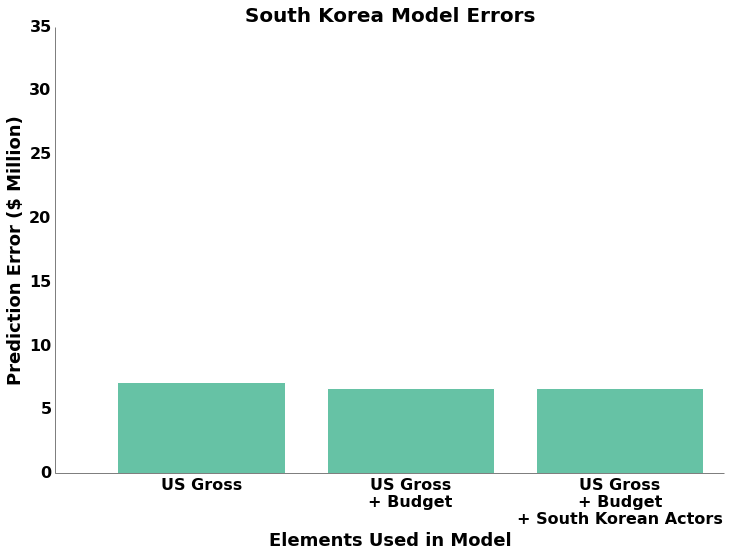 South Korea Model Errors
Prediction Error ($ Million)
35
30
25
20
15
10
5
0
US Gross
US Gross
+ Budget
US Gross
+ Budget
+ South Korean Actors
Elements Used in Model